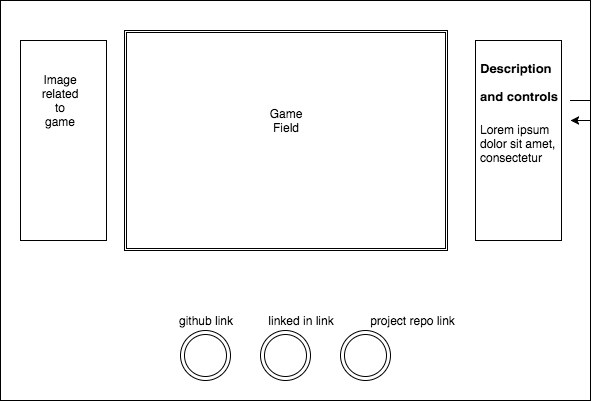 Image
related
to
game
Game
Field
Description
and controls
Lorem ipsum
dolor sit amet,
consectetur
github link
linked in link
project repo link